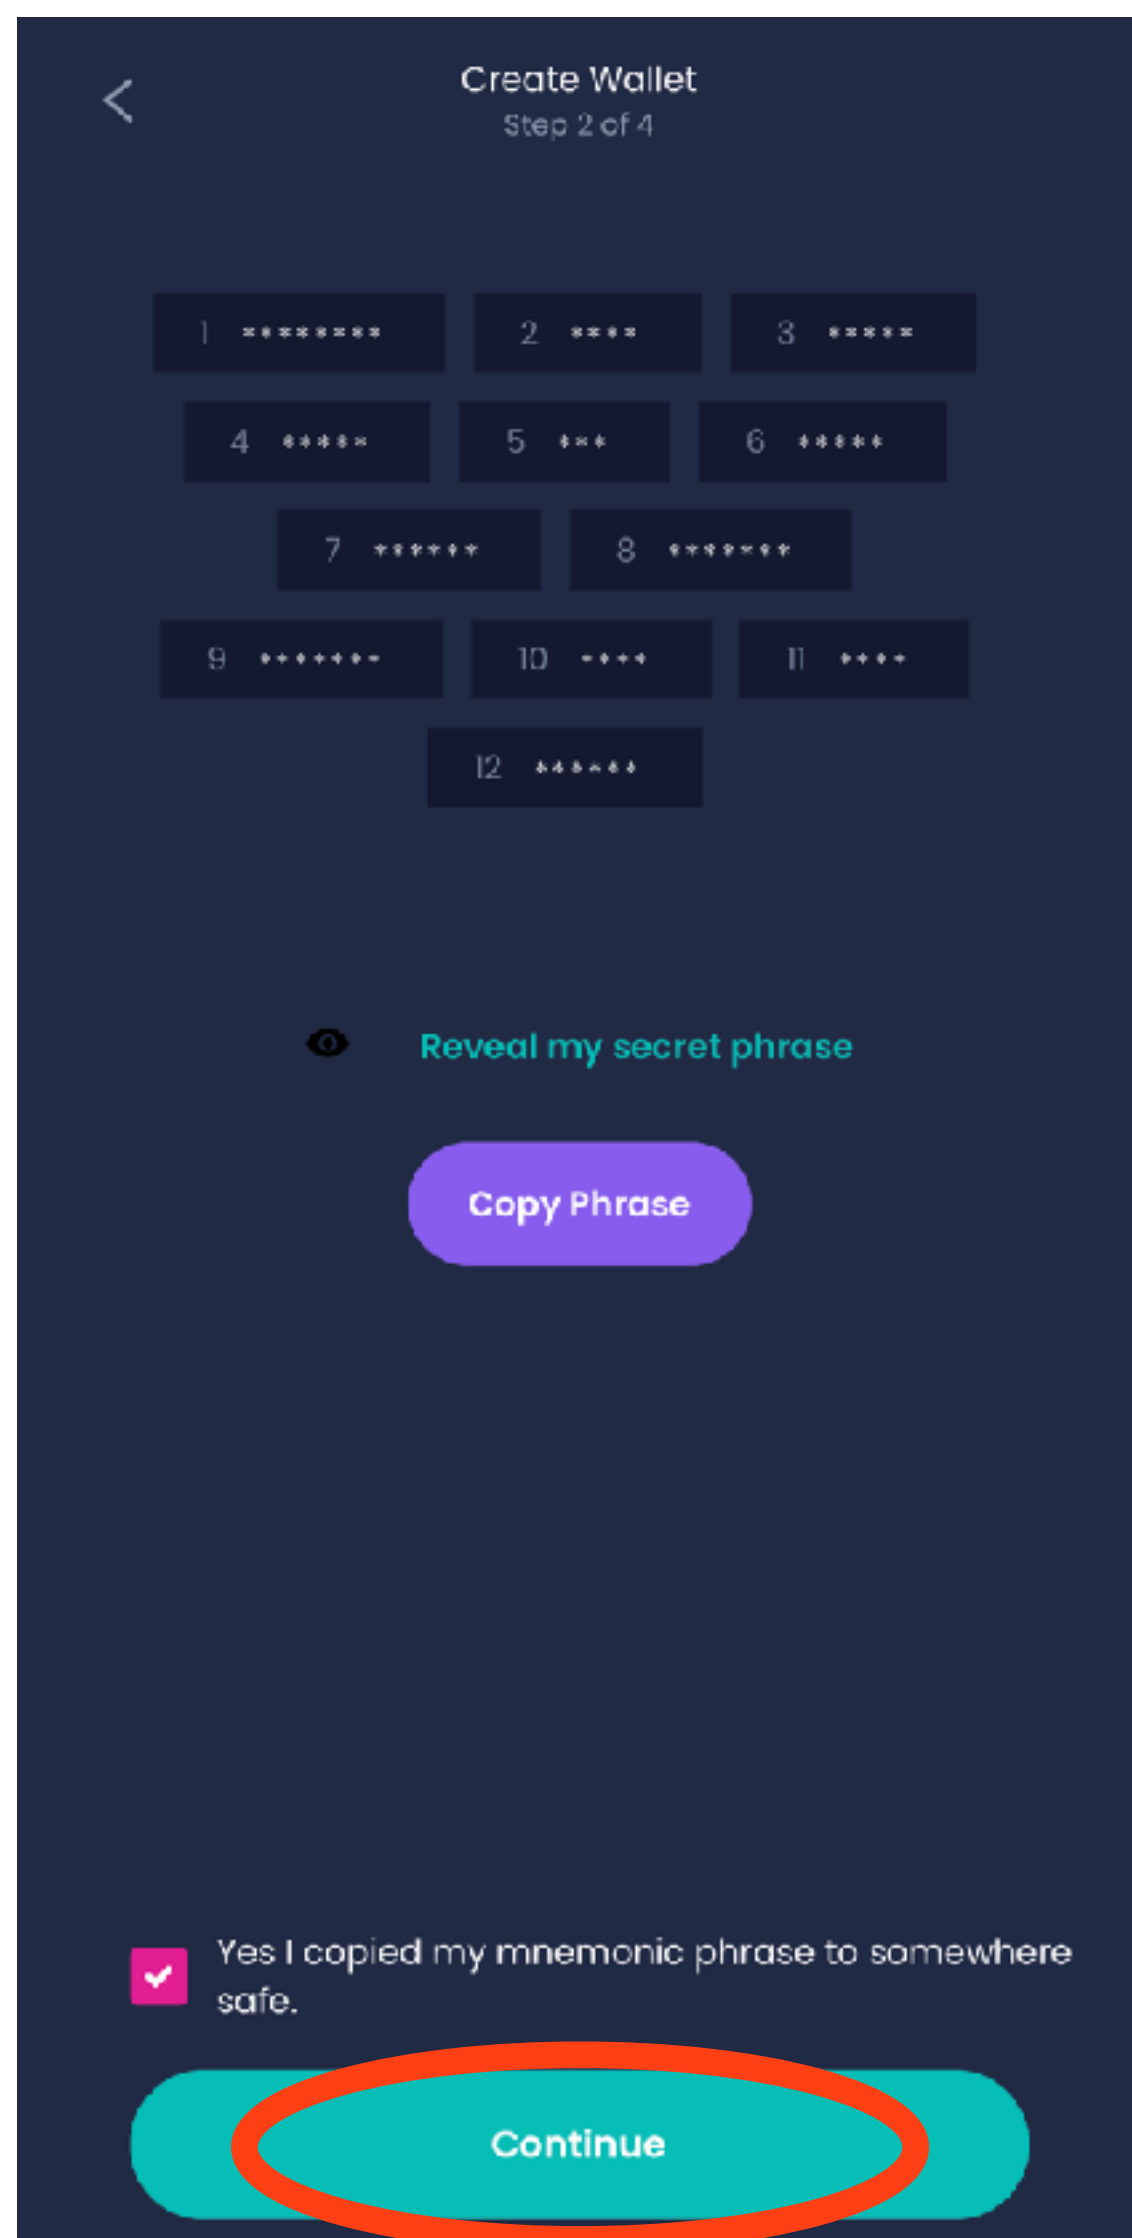 Create Wallet
Step 2 of 4
1 ******** 2 **** 3 *****
4 ***** 5 *** 6 *****
7 ****** 8 *******
9 ******* 10 **** 11 ****
12 ******
Reveal my secret phrase
Copy Phrase
Yes I copied my mnemonic phrase to somewhere
safe.
Continue